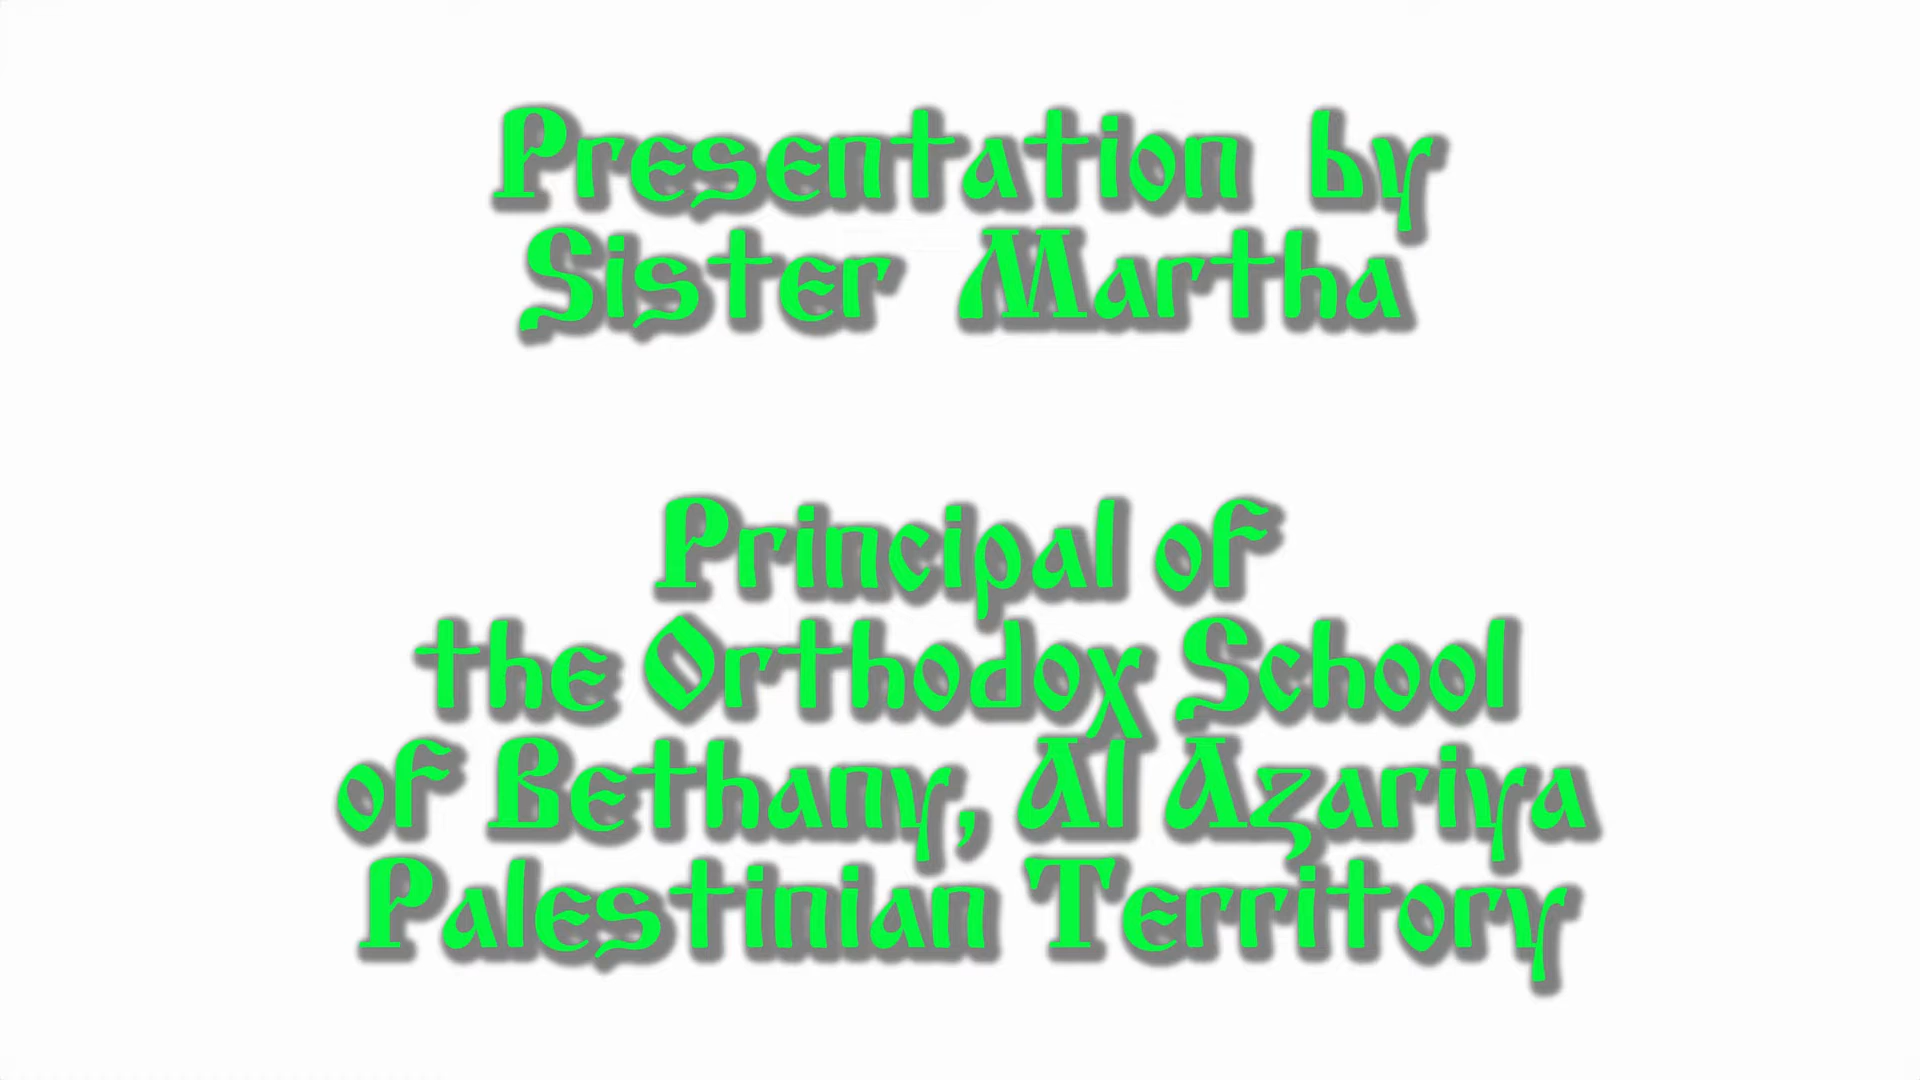 Presentation by
Sister Martha
Principal of
the Orthodox School
of Bethany, Al Azariya
Palestinian Territory